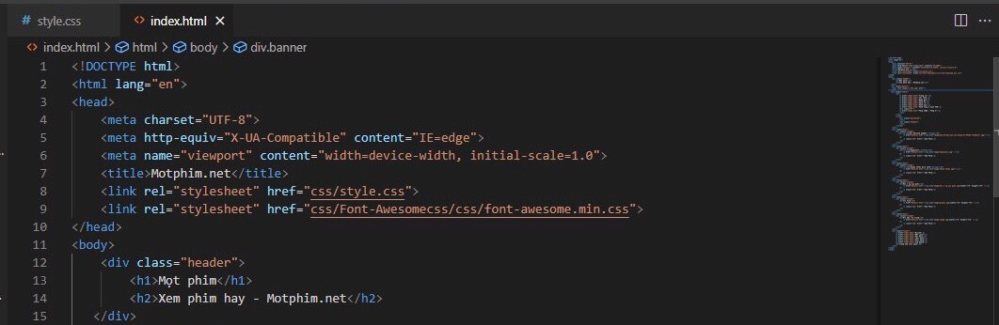 # style.css <> index.html ×
<> index.html > html > body > div.banner
1 <!DOCTYPE html>
2 <html lang="en">
3 <head>
4 <meta charset="UTF-8">
5 <meta http-equiv="X-UA-Compatible" content="IE=edge">
6 <meta name="viewport" content="width=device-width, initial-scale=1.0">
7 <title>Motphim.net</title>
8 <link rel="stylesheet" href="css/style.css">
9 <link rel="stylesheet" href="css/Font-Awesomecss/css/font-awesome.min.css">
10 </head>
11 <body>
12 <div class="header">
13 <h1>Mọt phim</h1>
14 <h2>Xem phim hay - Motphim.net</h2>
15 </div>